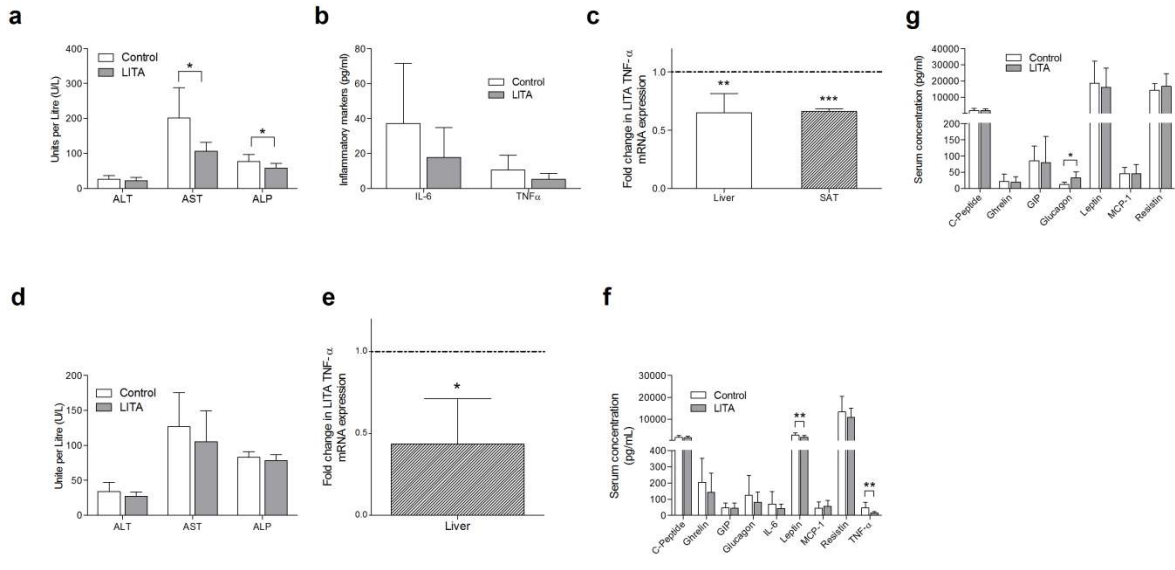 a
400
300
200
100
0
Units per Litre (U/L)
Control
LITA
*
*
ALT
AST
ALP
b
80
60
40
20
0
Inflammatory markers (pg/ml)
Control
LITA
IL-6
TNFα
c
Fold change in LITA TNF-α
mRNA expression
1.0
0.5
0.0
**
***
Liver
SAT
g
Serum concentration (pg/ml)
40000
30000
20000
10000
200
150
100
50
0
Control
LITA
*
C-Peptide
Ghrelin
GIP
Glucagon
Leptin
MCP-1
Resistin
d
200
150
100
50
0
Unite per Litre (U/L)
Control
LITA
ALT
AST
ALP
e
Fold change in LITA TNF-α
mRNA expression
1.0
0.5
0.0
*
Liver
f
Serum concentration
(pg/mL)
30000
20000
10000
400
300
200
100
0
Control
LITA
**
**
C-Peptide
Ghrelin
GIP
Glucagon
IL-6
Leptin
MCP-1
Resistin
TNF-α